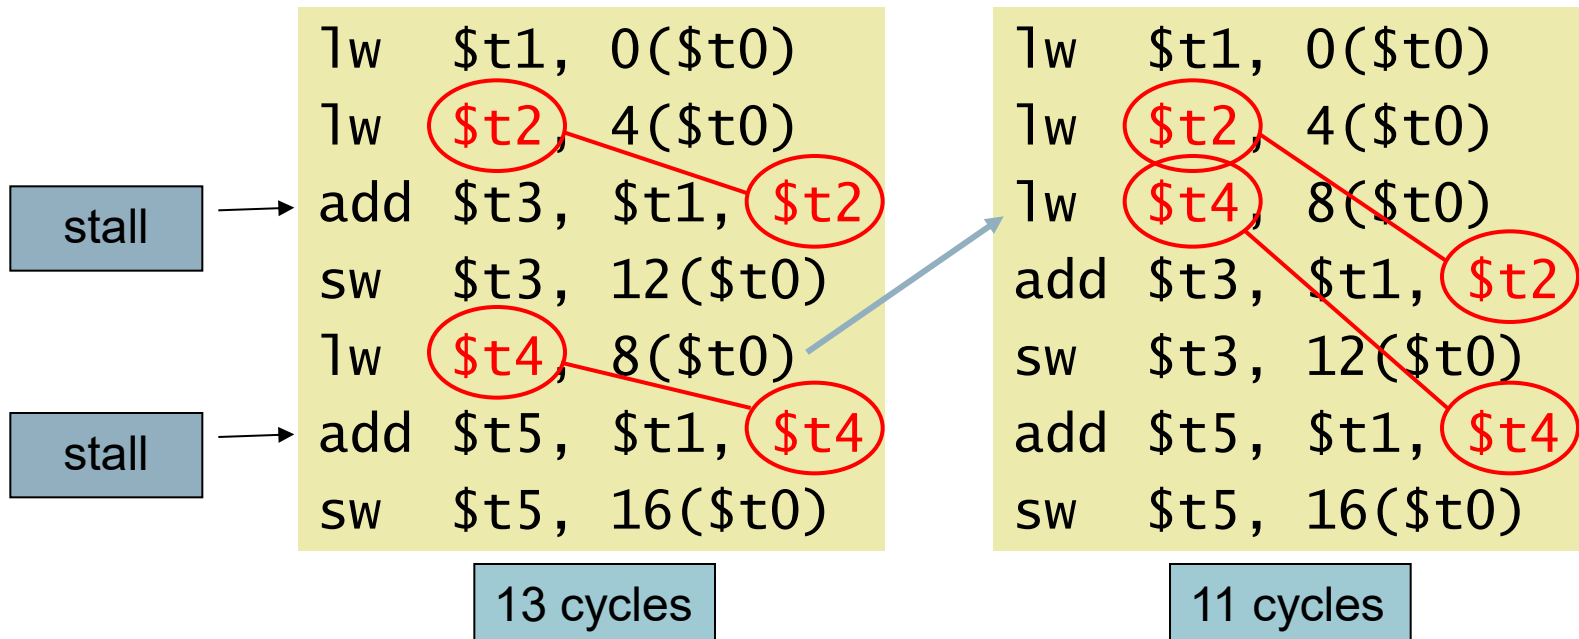 lw $t1, 0($t0)
lw $t2, 4($t0)
stall
add $t3, $t1, $t2
sw $t3, 12($t0)
lw $t4, 8($t0)
stall
add $t5, $t1, $t4
sw $t5, 16($t0)
13 cycles
lw $t1, 0($t0)
lw $t2, 4($t0)
lw $t4, 8($t0)
add $t3, $t1, $t2
sw $t3, 12($t0)
add $t5, $t1, $t4
sw $t5, 16($t0)
11 cycles